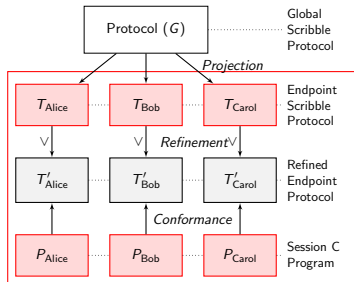 Protocol (G)
Global
Scribble
Protocol
Projection
T_Alice
T_Bob
T_Carol
Endpoint
Scribble
Protocol
∨ ∨ Refinement ∨
T′_Alice
T′_Bob
T′_Carol
Refined
Endpoint
Protocol
Conformance
P_Alice
P_Bob
P_Carol
Session C
Program